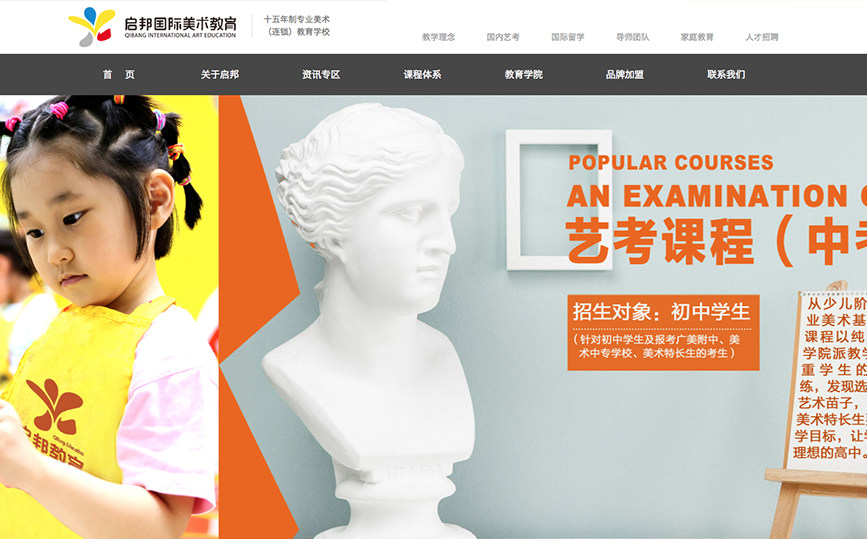 启邦国际美术教育
QIBANG INTERNATIONAL ART EDUCATION
十五年制专业美术
（连锁）教育学校
教学理念 国内艺考 国际留学 导师团队 家庭教育 人才招聘
首 页 关于启邦 资讯专区 课程体系 教育学院 品牌加盟 联系我们
POPULAR COURSES
AN EXAMINATION
艺考课程（中考
招生对象：初中学生
（针对初中学生及报考广美附中、美
术中专学校、美术特长生的考生）
从少儿阶
业美术基
课程以纯
学院派教学
重学生的
练，发现选
艺术苗子，
美术特长生
学目标，让学
理想的高中。
Qibang Education
启邦教育